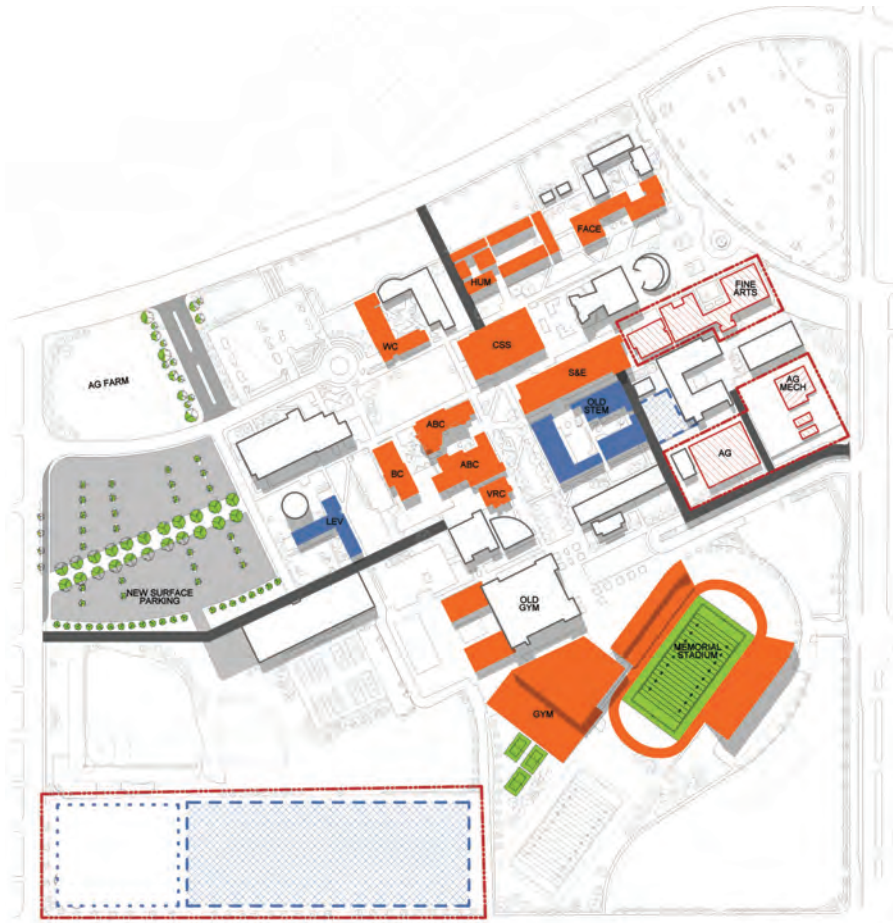 FACE
HUM
FINE
ARTS
WC
CSS
S&E
AG FARM
AG
MECH
OLD
STEM
ABC
ABC
BC
AG
VRC
LEV
NEW SURFACE
PARKING
OLD
GYM
MEMORIAL
STADIUM
GYM